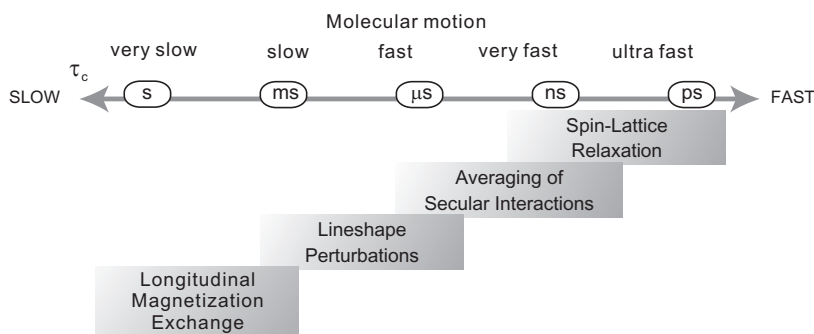 Molecular motion
very slow slow fast very fast ultra fast
τc
SLOW s ms μs ns ps FAST
Spin-Lattice
Relaxation
Averaging of
Secular Interactions
Lineshape
Perturbations
Longitudinal
Magnetization
Exchange